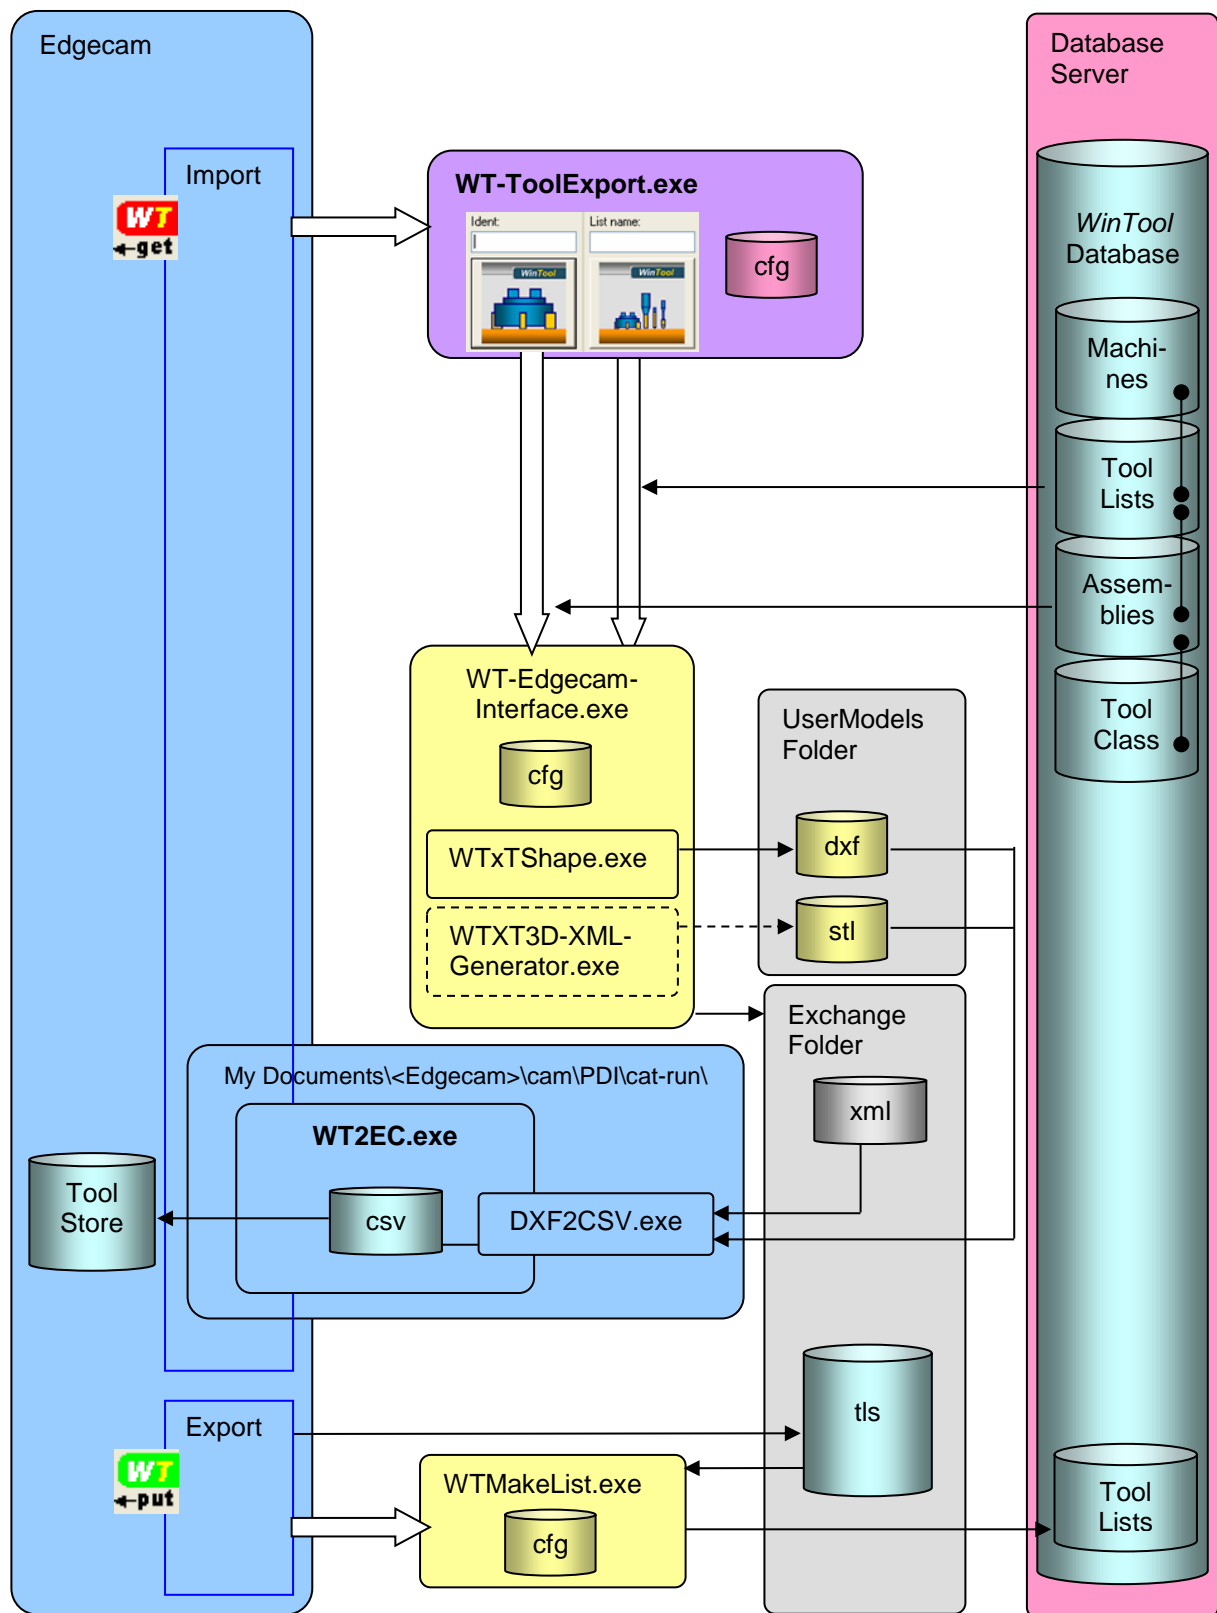 Edgecam
Import
WT
get
WT-ToolExport.exe
Ident:
List name:
WinTool
WinTool
cfg
Database
Server
WinTool
Database
Machi-
nes
Tool
Lists
Assem-
blies
Tool
Class
WT-Edgecam-
Interface.exe
cfg
WTxTShape.exe
WTXT3D-XML-
Generator.exe
UserModels
Folder
dxf
stl
Exchange
Folder
xml
My Documents\<Edgecam>\cam\PDI\cat-run\
WT2EC.exe
csv
DXF2CSV.exe
Tool
Store
tls
Export
WT
put
WTMakeList.exe
cfg
Tool
Lists